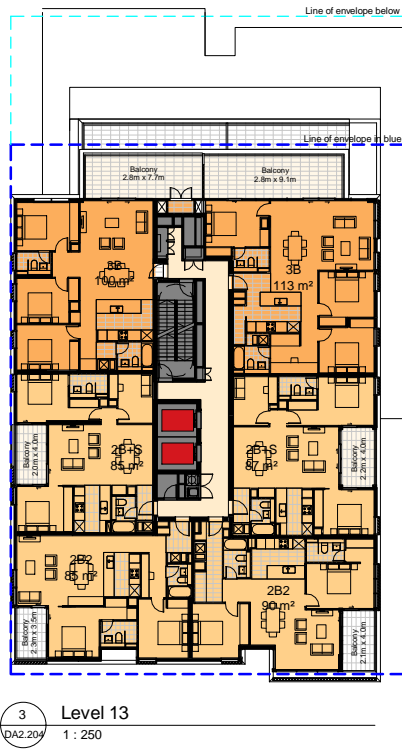 Line of envelope below
Line of envelope in blue
Balcony
2.8m x 7.7m
Balcony
2.8m x 9.1m
3B
100 m²
3B
113 m²
2B+S
85 m²
2B+S
87 m²
Balcony
2.0m x 4.0m
Balcony
2.2m x 4.0m
2B2
85 m²
2B2
90 m²
Balcony
2.3m x 3.5m
Balcony
2.1m x 4.0m
3
DA2.204
Level 13
1 : 250